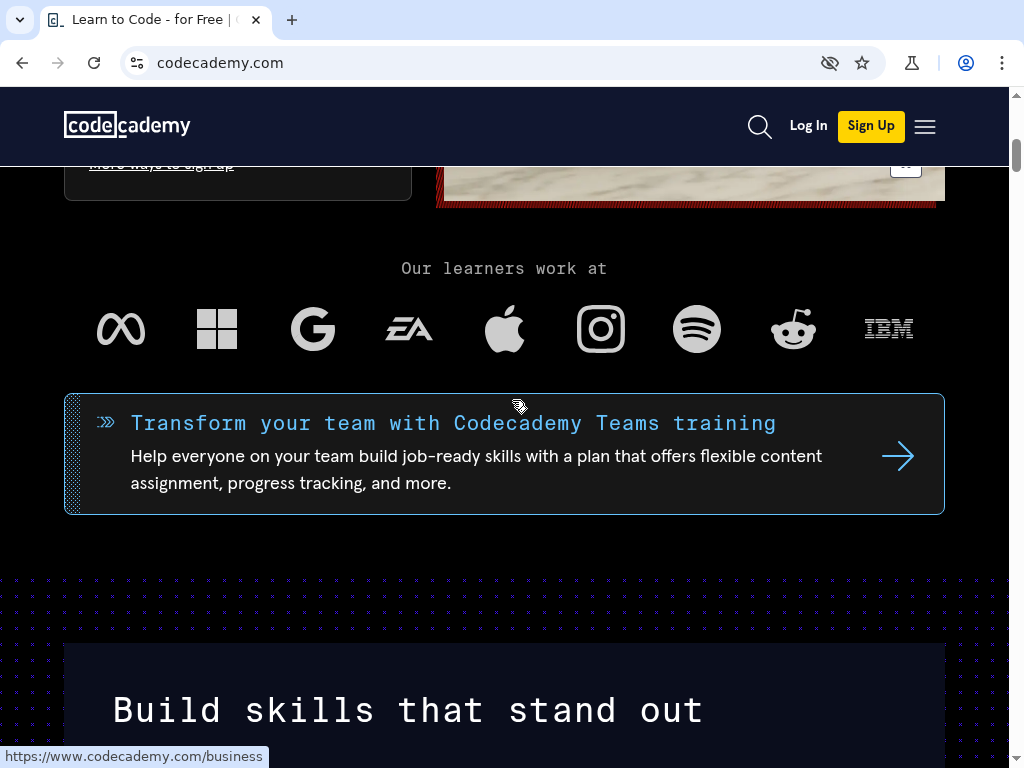 Learn to Code - for Free |
codecademy.com
codecademy
Log In
Sign Up
More ways to sign up
Our learners work at
EA
IBM
Transform your team with Codecademy Teams training
Help everyone on your team build job-ready skills with a plan that offers flexible content
assignment, progress tracking, and more.
Build skills that stand out
https://www.codecademy.com/business